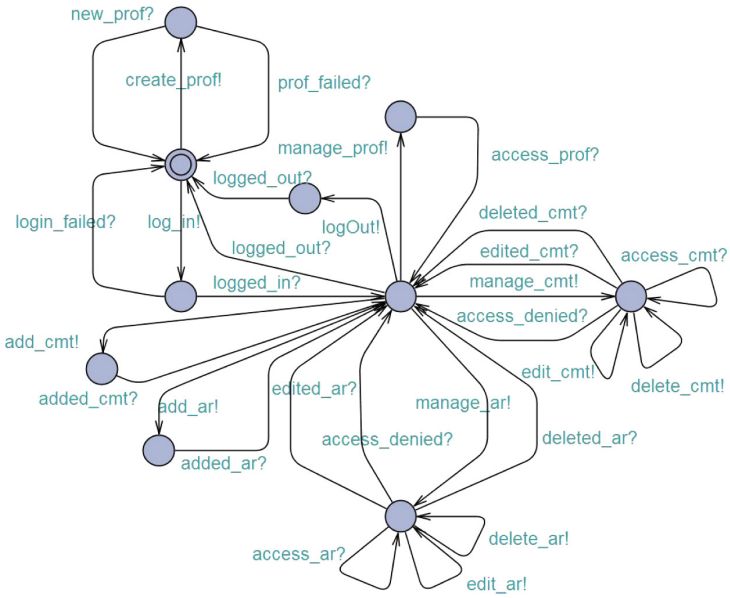 new_prof?
create_prof!
prof_failed?
manage_prof!
access_prof?
logged_out?
login_failed?
log_in!
logOut!
deleted_cmt?
logged_out?
edited_cmt?
access_cmt?
logged_in?
manage_cmt!
access_denied?
add_cmt!
edit_cmt!
delete_cmt!
added_cmt?
add_ar!
edited_ar?
manage_ar!
access_denied?
deleted_ar?
added_ar?
delete_ar!
access_ar?
edit_ar!